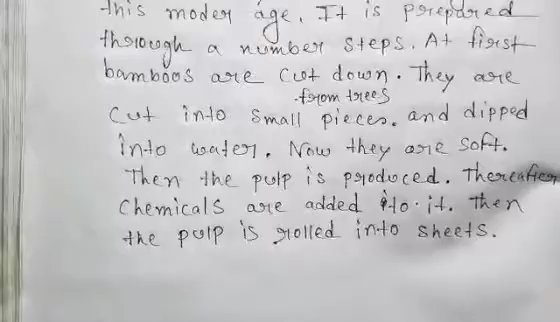 this moder age. It is prepared
through a number steps. At first
bamboos are cut down. They are
from trees
cut into small pieces. and dipped
into water. Now they are soft.
Then the pulp is produced. Thereafter
chemicals are added to it. Then
the pulp is rolled into sheets.